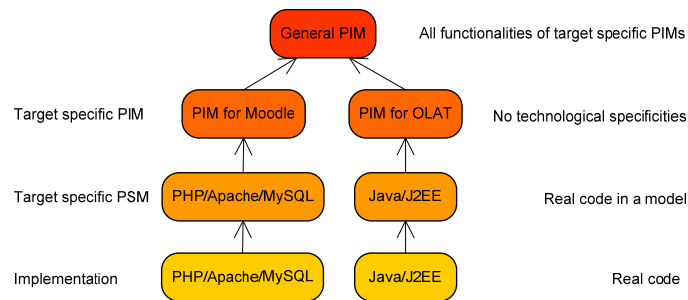 General PIM
All functionalities of target specific PIMs
Target specific PIM
PIM for Moodle
PIM for OLAT
No technological specificities
Target specific PSM
PHP/Apache/MySQL
Java/J2EE
Real code in a model
Implementation
PHP/Apache/MySQL
Java/J2EE
Real code